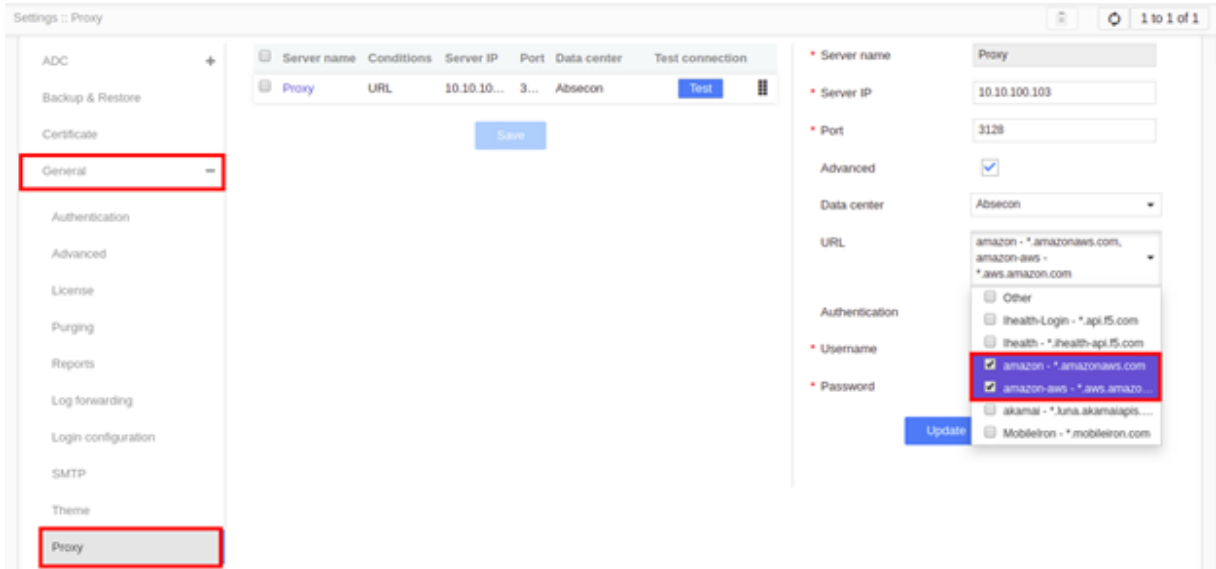 Settings :: Proxy
1 to 1 of 1
ADC
Backup & Restore
Certificate
General
Authentication
Advanced
License
Purging
Reports
Log forwarding
Login configuration
SMTP
Theme
Proxy
Server name Conditions Server IP Port Data center Test connection
Proxy URL 10.10.10... 3... Absecon Test
Save
* Server name Proxy
* Server IP 10.10.100.103
* Port 3128
Advanced
Data center Absecon
URL amazon - *.amazonaws.com,
amazon-aws -
*.aws.amazon.com
Other
Ihealth-Login - *.api.f5.com
Ihealth - *.ihealth-api.f5.com
amazon - *.amazonaws.com
amazon-aws - *.aws.amazo...
akamai - *.luna.akamaiapis....
MobileIron - *.mobileiron.com
Authentication
* Username
* Password
Update